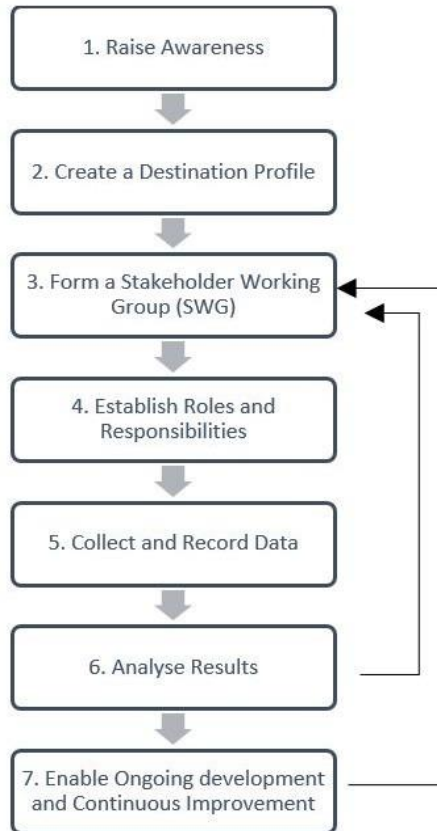 1. Raise Awareness
2. Create a Destination Profile
3. Form a Stakeholder Working
Group (SWG)
4. Establish Roles and
Responsibilities
5. Collect and Record Data
6. Analyse Results
7. Enable Ongoing development
and Continuous Improvement